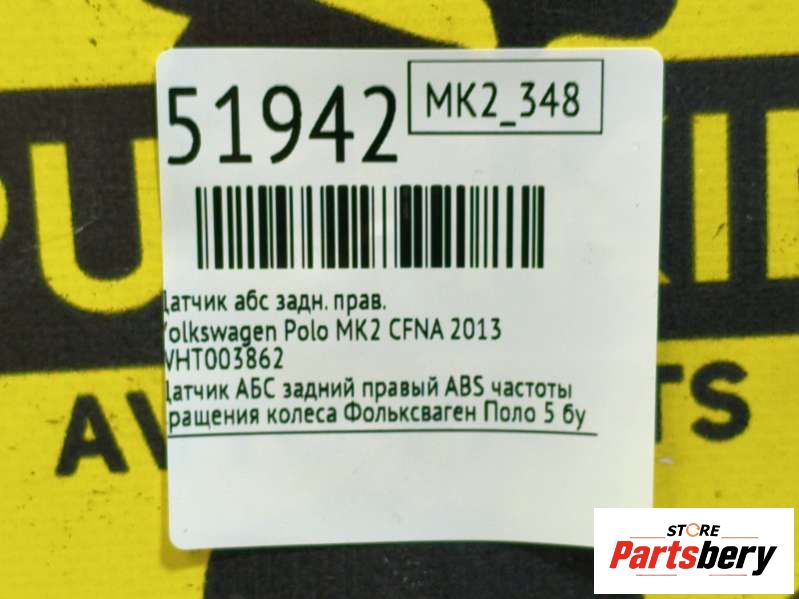 51942
MK2_348
Датчик абс задн. прав.
Volkswagen Polo MK2 CFNA 2013
WHT003862
Датчик АБС задний правый ABS частоты
вращения колеса Фольксваген Поло 5 бу
STORE
Partsbery